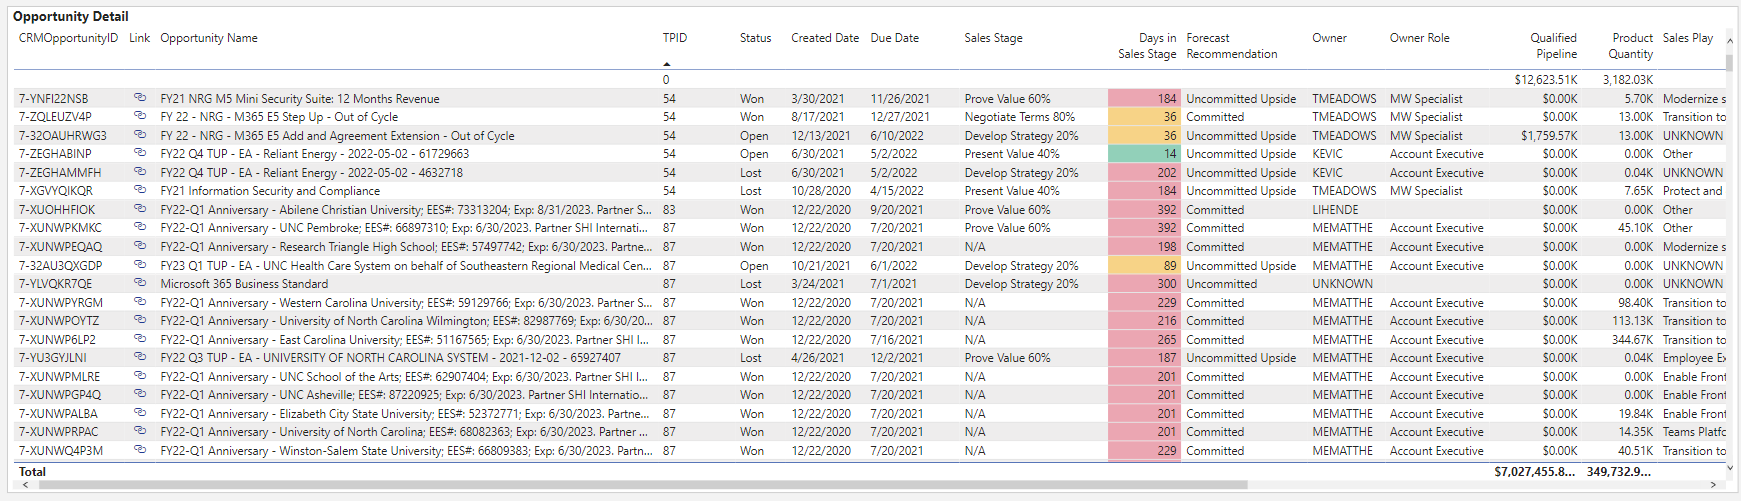 Opportunity Detail
CRMOpportunityID Link Opportunity Name TPID Status Created Date Due Date Sales Stage Days in Sales Stage Forecast Recommendation Owner Owner Role Qualified Pipeline Product Quantity Sales Play
0 $12,623.51K 3,182.03K
7-YNFI22NSB FY21 NRG M5 Mini Security Suite: 12 Months Revenue 54 Won 3/30/2021 11/26/2021 Prove Value 60% 184 Uncommitted Upside TMEADOWS MW Specialist $0.00K 5.70K Modernize s
7-ZQLEUZV4P FY 22 - NRG - M365 E5 Step Up - Out of Cycle 54 Won 8/17/2021 12/27/2021 Negotiate Terms 80% 36 Committed TMEADOWS MW Specialist $0.00K 13.00K Transition to
7-32OAUHRWG3 FY 22 - NRG - M365 E5 Add and Agreement Extension - Out of Cycle 54 Open 12/13/2021 6/10/2022 Develop Strategy 20% 36 Uncommitted Upside TMEADOWS MW Specialist $1,759.57K 13.00K UNKNOWN
7-ZEGHABINP FY22 Q4 TUP - EA - Reliant Energy - 2022-05-02 - 61729663 54 Open 6/30/2021 5/2/2022 Present Value 40% 14 Uncommitted Upside KEVIC Account Executive $0.00K 0.00K Other
7-ZEGHAMMFH FY22 Q4 TUP - EA - Reliant Energy - 2022-05-02 - 4632718 54 Lost 6/30/2021 5/2/2022 Develop Strategy 20% 202 Uncommitted Upside KEVIC Account Executive $0.00K 0.04K UNKNOWN
7-XGVYQIKQR FY21 Information Security and Compliance 54 Lost 10/28/2020 4/15/2022 Present Value 40% 184 Uncommitted Upside TMEADOWS MW Specialist $0.00K 7.65K Protect and
7-XUOHHFIOK FY22-Q1 Anniversary - Abilene Christian University; EES#: 73313204; Exp: 8/31/2023. Partner S... 83 Won 12/22/2020 9/20/2021 Prove Value 60% 392 Committed LIHENDE $0.00K 0.00K Other
7-XUNWPKMKC FY22-Q1 Anniversary - UNC Pembroke; EES#: 66897310; Exp: 6/30/2023. Partner SHI Internati... 87 Won 12/22/2020 7/20/2021 Prove Value 60% 392 Committed MEMATTHE Account Executive $0.00K 45.10K Other
7-XUNWPEQAQ FY22-Q1 Anniversary - Research Triangle High School; EES#: 57497742; Exp: 6/30/2023. Partne... 87 Won 12/22/2020 7/20/2021 N/A 198 Committed MEMATTHE Account Executive $0.00K 0.00K Modernize s
7-32AU3QXGDP FY23 Q1 TUP - EA - UNC Health Care System on behalf of Southeastern Regional Medical Cen... 87 Open 10/21/2021 6/1/2022 Develop Strategy 20% 89 Uncommitted Upside MEMATTHE Account Executive $0.00K 0.00K UNKNOWN
7-YLVQKR7QE Microsoft 365 Business Standard 87 Lost 3/24/2021 7/1/2021 Develop Strategy 20% 300 Uncommitted UNKNOWN $0.00K 0.00K UNKNOWN
7-XUNWPYRGM FY22-Q1 Anniversary - Western Carolina University; EES#: 59129766; Exp: 6/30/2023. Partner S... 87 Won 12/22/2020 7/20/2021 N/A 229 Committed MEMATTHE Account Executive $0.00K 98.40K Transition to
7-XUNWPOYTZ FY22-Q1 Anniversary - University of North Carolina Wilmington; EES#: 82987769; Exp: 6/30/20... 87 Won 12/22/2020 7/20/2021 N/A 216 Committed MEMATTHE Account Executive $0.00K 113.13K Transition to
7-XUNWP6LP2 FY22-Q1 Anniversary - East Carolina University; EES#: 51167565; Exp: 6/30/2023. Partner SHI I... 87 Won 12/22/2020 7/16/2021 N/A 265 Committed MEMATTHE Account Executive $0.00K 344.67K Transition to
7-YU3GYJLNI FY22 Q3 TUP - EA - UNIVERSITY OF NORTH CAROLINA SYSTEM - 2021-12-02 - 65927407 87 Lost 4/26/2021 12/2/2021 Prove Value 60% 187 Uncommitted Upside MEMATTHE Account Executive $0.00K 0.04K Employee Ex
7-XUNWPMLRE FY22-Q1 Anniversary - UNC School of the Arts; EES#: 62907404; Exp: 6/30/2023. Partner SHI I... 87 Won 12/22/2020 7/20/2021 N/A 201 Committed MEMATTHE Account Executive $0.00K 0.00K Enable Front
7-XUNWPGP4Q FY22-Q1 Anniversary - UNC Asheville; EES#: 87220925; Exp: 6/30/2023. Partner SHI Internatio... 87 Won 12/22/2020 7/20/2021 N/A 201 Committed MEMATTHE Account Executive $0.00K 0.00K Enable Front
7-XUNWPALBA FY22-Q1 Anniversary - Elizabeth City State University; EES#: 52372771; Exp: 6/30/2023. Partne... 87 Won 12/22/2020 7/20/2021 N/A 201 Committed MEMATTHE Account Executive $0.00K 19.84K Enable Front
7-XUNWPRPAC FY22-Q1 Anniversary - University of North Carolina; EES#: 68082363; Exp: 6/30/2023. Partner ... 87 Won 12/22/2020 7/20/2021 N/A 201 Committed MEMATTHE Account Executive $0.00K 14.35K Teams Platfc
7-XUNWQ4P3M FY22-Q1 Anniversary - Winston-Salem State University; EES#: 66809383; Exp: 6/30/2023. Partn... 87 Won 12/22/2020 7/20/2021 N/A 229 Committed MEMATTHE Account Executive $0.00K 40.51K Transition to
Total $7,027,455.8... 349,732.9...